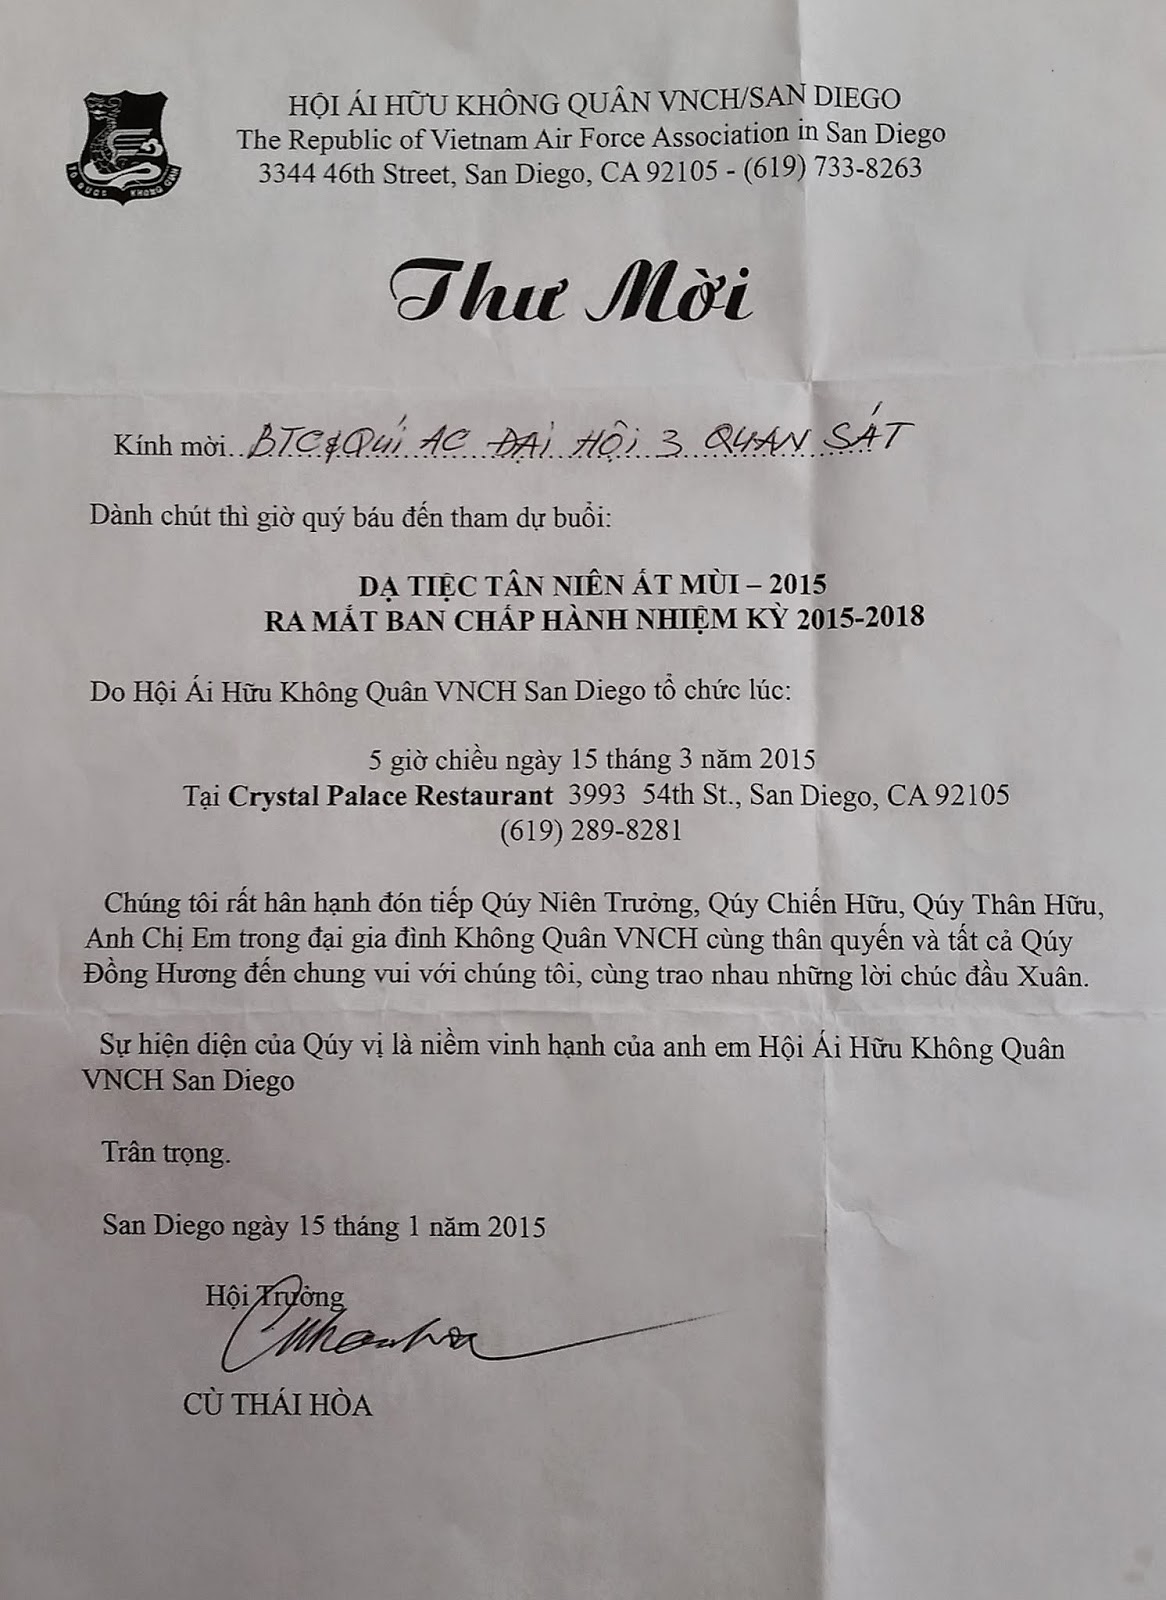 HỘI ÁI HỮU KHÔNG QUÂN VNCH/SAN DIEGO
The Republic of Vietnam Air Force Association in San Diego
3344 46th Street, San Diego, CA 92105 - (619) 733-8263
TỔ QUỐC KHÔNG GIAN
Thư Mời
Kính mời..BTC&QUÍ AC ĐẠI HỘI 3 QUAN SÁT
Dành chút thì giờ quý báu đến tham dự buổi:
DẠ TIỆC TÂN NIÊN ẤT MÙI – 2015
RA MẮT BAN CHẤP HÀNH NHIỆM KỲ 2015-2018
Do Hội Ái Hữu Không Quân VNCH San Diego tổ chức lúc:
5 giờ chiều ngày 15 tháng 3 năm 2015
Tại Crystal Palace Restaurant 3993 54th St., San Diego, CA 92105
(619) 289-8281
Chúng tôi rất hân hạnh đón tiếp Qúy Niên Trưởng, Qúy Chiến Hữu, Qúy Thân Hữu,
Anh Chị Em trong đại gia đình Không Quân VNCH cùng thân quyến và tất cả Qúy
Đồng Hương đến chung vui với chúng tôi, cùng trao nhau những lời chúc đầu Xuân.
Sự hiện diện của Qúy vị là niềm vinh hạnh của anh em Hội Ái Hữu Không Quân
VNCH San Diego
Trân trọng.
San Diego ngày 15 tháng 1 năm 2015
Hội Trưởng
CÙ THÁI HÒA